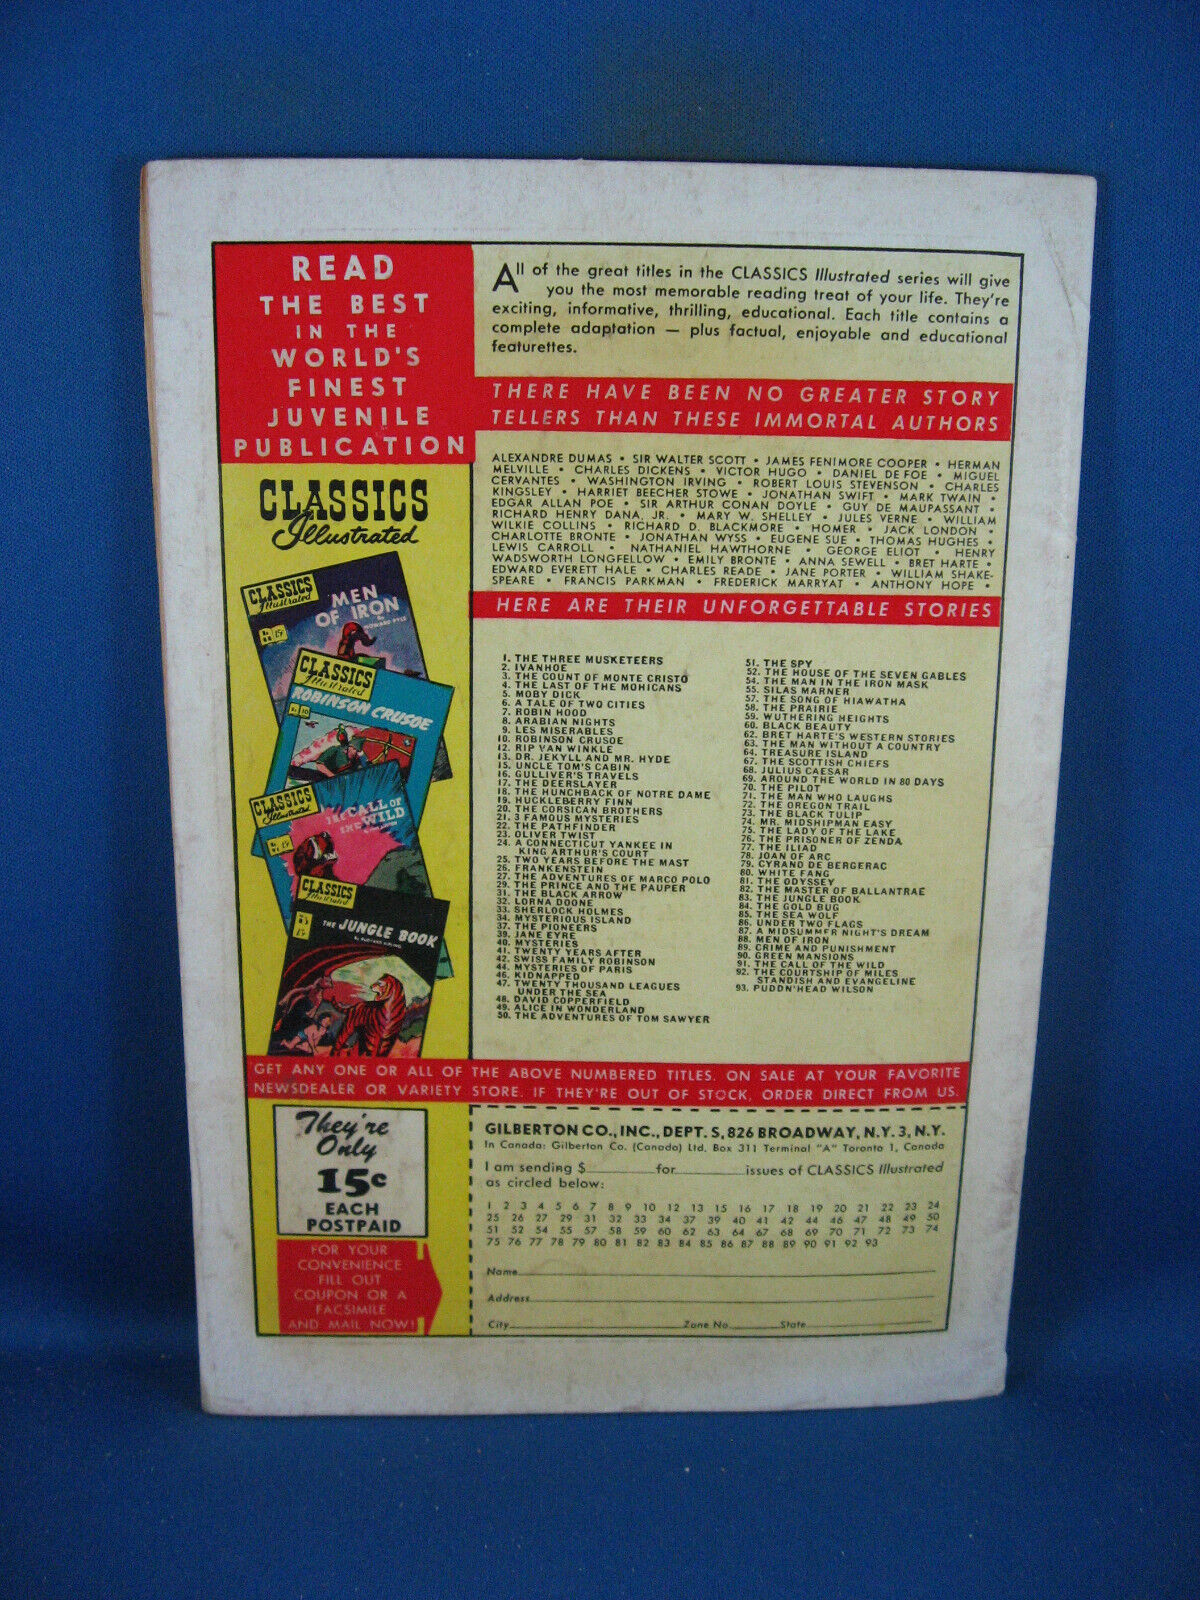 READ
THE BEST
IN THE
WORLD'S
FINEST
JUVENILE
PUBLICATION
CLASSICS
Illustrated
CLASSICS
Illustrated
MEN
OF IRON
By
HOWARD PYLE
15¢
CLASSICS
Illustrated
ROBINSON CRUSOE
No 10
CLASSICS
Illustrated
THE CALL OF
THE WILD
15¢
CLASSICS
Illustrated
THE JUNGLE BOOK
By RUDYARD KIPLING
15¢
All of the great titles in the CLASSICS Illustrated series will give
you the most memorable reading treat of your life. They're
exciting, informative, thrilling, educational. Each title contains a
complete adaptation — plus factual, enjoyable and educational
featurettes.
THERE HAVE BEEN NO GREATER STORY
TELLERS THAN THESE IMMORTAL AUTHORS
ALEXANDRE DUMAS • SIR WALTER SCOTT • JAMES FENIMORE COOPER • HERMAN
MELVILLE • CHARLES DICKENS • VICTOR HUGO • DANIEL DE FOE • MIGUEL
CERVANTES • WASHINGTON IRVING • ROBERT LOUIS STEVENSON • CHARLES
KINGSLEY • HARRIET BEECHER STOWE • JONATHAN SWIFT • MARK TWAIN •
EDGAR ALLAN POE • SIR ARTHUR CONAN DOYLE • GUY DE MAUPASSANT •
RICHARD HENRY DANA, JR. • MARY W. SHELLEY • JULES VERNE • WILLIAM
WILKIE COLLINS • RICHARD D. BLACKMORE • HOMER • JACK LONDON •
CHARLOTTE BRONTE • JONATHAN WYSS • EUGENE SUE • THOMAS HUGHES •
LEWIS CARROLL • NATHANIEL HAWTHORNE • GEORGE ELIOT • HENRY
WADSWORTH LONGFELLOW • EMILY BRONTE • ANNA SEWELL • BRET HARTE •
EDWARD EVERETT HALE • CHARLES READE • JANE PORTER • WILLIAM SHAKE-
SPEARE • FRANCIS PARKMAN • FREDERICK MARRYAT • ANTHONY HOPE •
HERE ARE THEIR UNFORGETTABLE STORIES
1. THE THREE MUSKETEERS
2. IVANHOE
3. THE COUNT OF MONTE CRISTO
4. THE LAST OF THE MOHICANS
5. MOBY DICK
6. A TALE OF TWO CITIES
7. ROBIN HOOD
8. ARABIAN NIGHTS
9. LES MISERABLES
10. ROBINSON CRUSOE
12. RIP VAN WINKLE
13. DR. JEKYLL AND MR. HYDE
15. UNCLE TOM'S CABIN
16. GULLIVER'S TRAVELS
17. THE DEERSLAYER
18. THE HUNCHBACK OF NOTRE DAME
19. HUCKLEBERRY FINN
20. THE CORSICAN BROTHERS
21. 3 FAMOUS MYSTERIES
22. THE PATHFINDER
23. OLIVER TWIST
24. A CONNECTICUT YANKEE IN
KING ARTHUR'S COURT
25. TWO YEARS BEFORE THE MAST
26. FRANKENSTEIN
27. THE ADVENTURES OF MARCO POLO
29. THE PRINCE AND THE PAUPER
31. THE BLACK ARROW
32. LORNA DOONE
33. SHERLOCK HOLMES
34. MYSTERIOUS ISLAND
37. THE PIONEERS
39. JANE EYRE
40. MYSTERIES
41. TWENTY YEARS AFTER
42. SWISS FAMILY ROBINSON
44. MYSTERIES OF PARIS
46. KIDNAPPED
47. TWENTY THOUSAND LEAGUES
UNDER THE SEA
48. DAVID COPPERFIELD
49. ALICE IN WONDERLAND
50. THE ADVENTURES OF TOM SAWYER
51. THE SPY
52. THE HOUSE OF THE SEVEN GABLES
54. THE MAN IN THE IRON MASK
55. SILAS MARNER
57. THE SONG OF HIAWATHA
58. THE PRAIRIE
59. WUTHERING HEIGHTS
60. BLACK BEAUTY
62. BRET HARTE'S WESTERN STORIES
63. THE MAN WITHOUT A COUNTRY
64. TREASURE ISLAND
67. THE SCOTTISH CHIEFS
68. JULIUS CAESAR
69. AROUND THE WORLD IN 80 DAYS
70. THE PILOT
71. THE MAN WHO LAUGHS
72. THE OREGON TRAIL
73. THE BLACK TULIP
74. MR. MIDSHIPMAN EASY
75. THE LADY OF THE LAKE
76. THE PRISONER OF ZENDA
77. THE ILIAD
78. JOAN OF ARC
79. CYRANO DE BERGERAC
80. WHITE FANG
81. THE ODYSSEY
82. THE MASTER OF BALLANTRAE
83. THE JUNGLE BOOK
84. THE GOLD BUG
85. THE SEA WOLF
86. UNDER TWO FLAGS
87. A MIDSUMMER NIGHT'S DREAM
88. MEN OF IRON
89. CRIME AND PUNISHMENT
90. GREEN MANSIONS
91. THE CALL OF THE WILD
92. THE COURTSHIP OF MILES
STANDISH AND EVANGELINE
93. PUDDN'HEAD WILSON
GET ANY ONE OR ALL OF THE ABOVE NUMBERED TITLES. ON SALE AT YOUR FAVORITE
NEWSDEALER OR VARIETY STORE. IF THEY'RE OUT OF STOCK, ORDER DIRECT FROM US.
They're
Only
15¢
EACH
POSTPAID
FOR YOUR
CONVENIENCE
FILL OUT
COUPON OR A
FACSIMILE
AND MAIL NOW!
GILBERTON CO., INC., DEPT. S, 826 BROADWAY, N.Y. 3, N.Y.
In Canada: Gilberton Co. (Canada) Ltd. Box 311 Terminal "A" Toronto 1, Canada
I am sending $ for issues of CLASSICS Illustrated
as circled below:
1 2 3 4 5 6 7 8 9 10 12 13 15 16 17 18 19 20 21 22 23 24
25 26 27 29 31 32 33 34 37 39 40 41 42 44 46 47 48 49 50
51 52 54 55 57 58 59 60 62 63 64 67 68 69 70 71 72 73 74
75 76 77 78 79 80 81 82 83 84 85 86 87 88 89 90 91 92 93
Name
Address
City Zone No. State